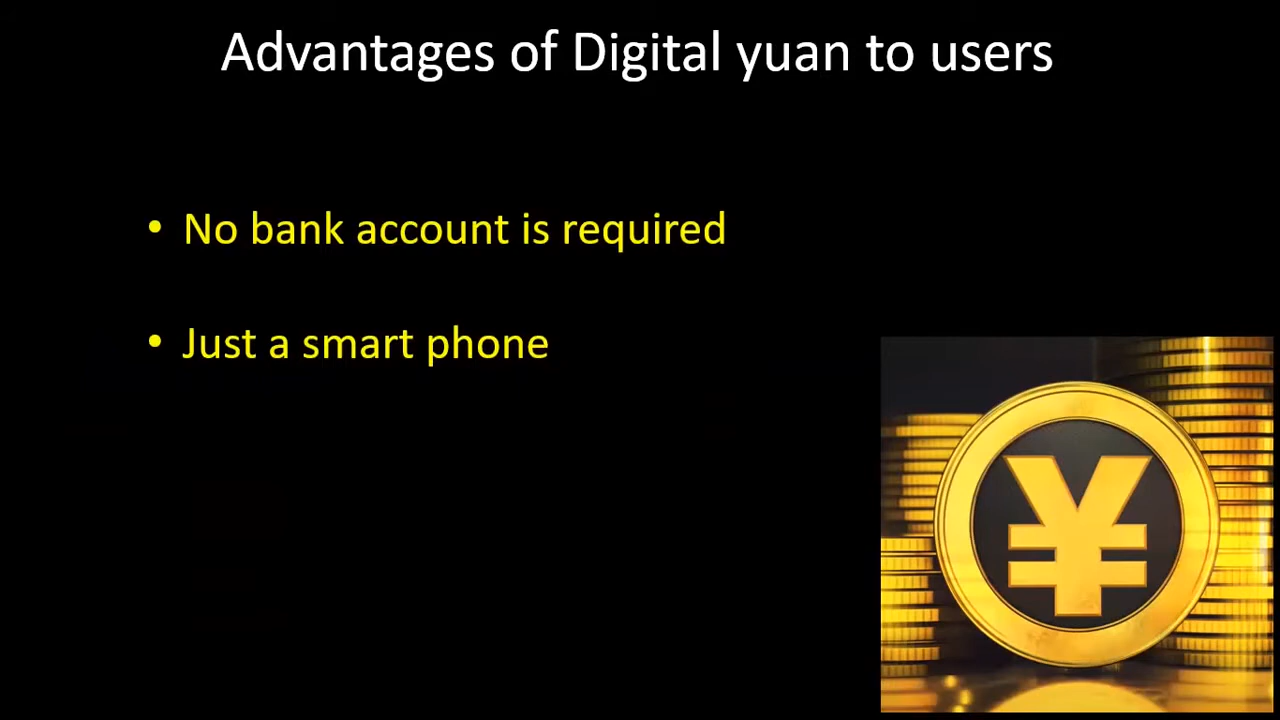 Advantages of Digital yuan to users
• No bank account is required
• Just a smart phone
¥